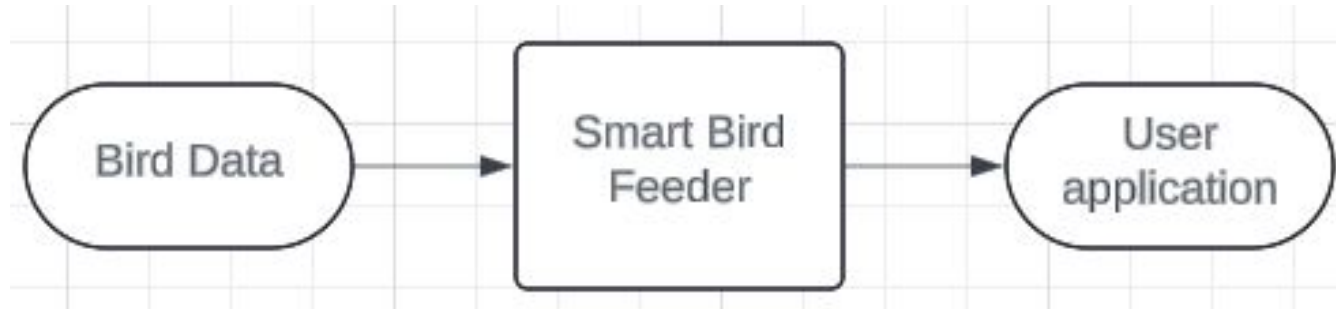 Bird Data
Smart Bird
Feeder
User
application